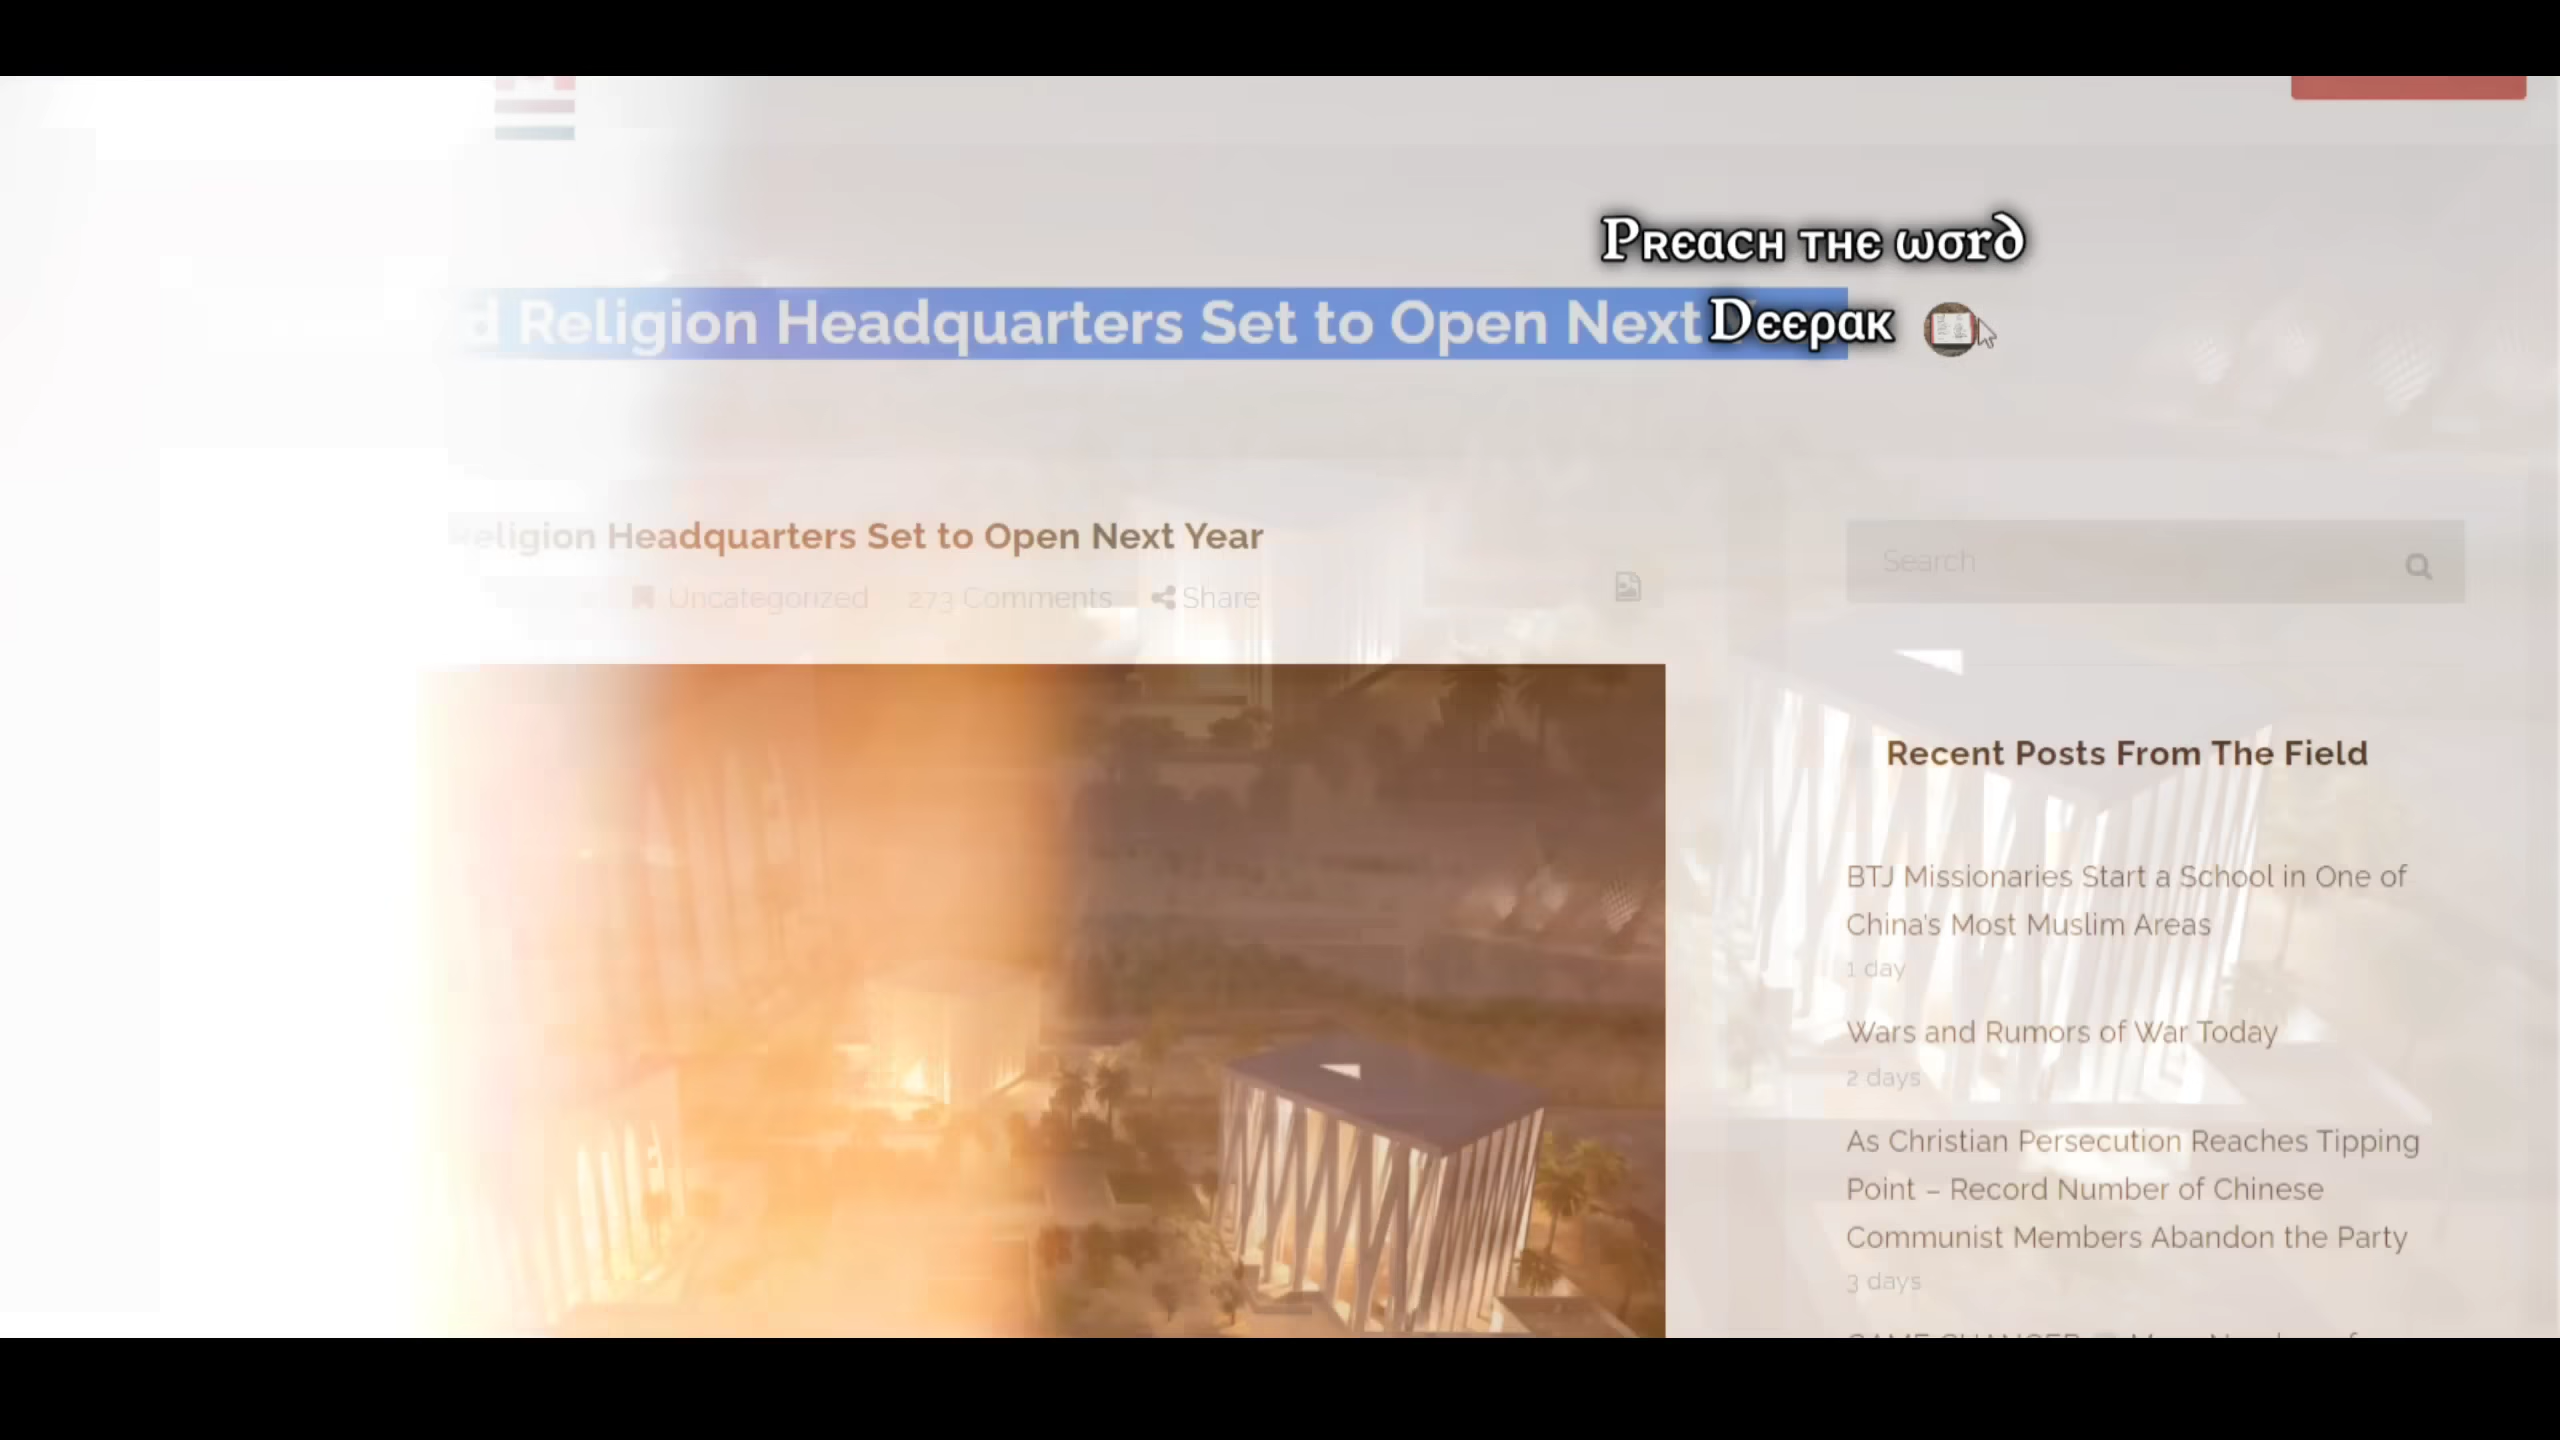 Preach the word
d Religion Headquarters Set to Open Next
Deepak
Religion Headquarters Set to Open Next Year
Uncategorized 273 Comments Share
Search
Recent Posts From The Field
BTJ Missionaries Start a School in One of
China's Most Muslim Areas
1 day
Wars and Rumors of War Today
2 days
As Christian Persecution Reaches Tipping
Point – Record Number of Chinese
Communist Members Abandon the Party
3 days